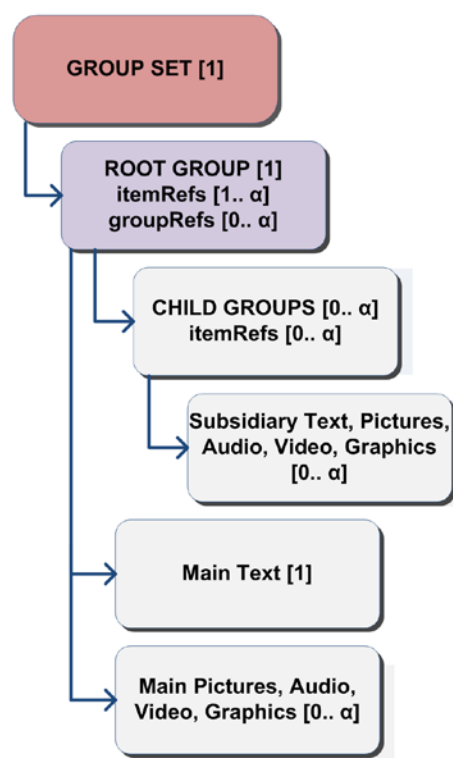 GROUP SET [1]
ROOT GROUP [1]
itemRefs [1.. α]
groupRefs [0.. α]
CHILD GROUPS [0.. α]
itemRefs [0.. α]
Subsidiary Text, Pictures,
Audio, Video, Graphics
[0.. α]
Main Text [1]
Main Pictures, Audio,
Video, Graphics [0.. α]